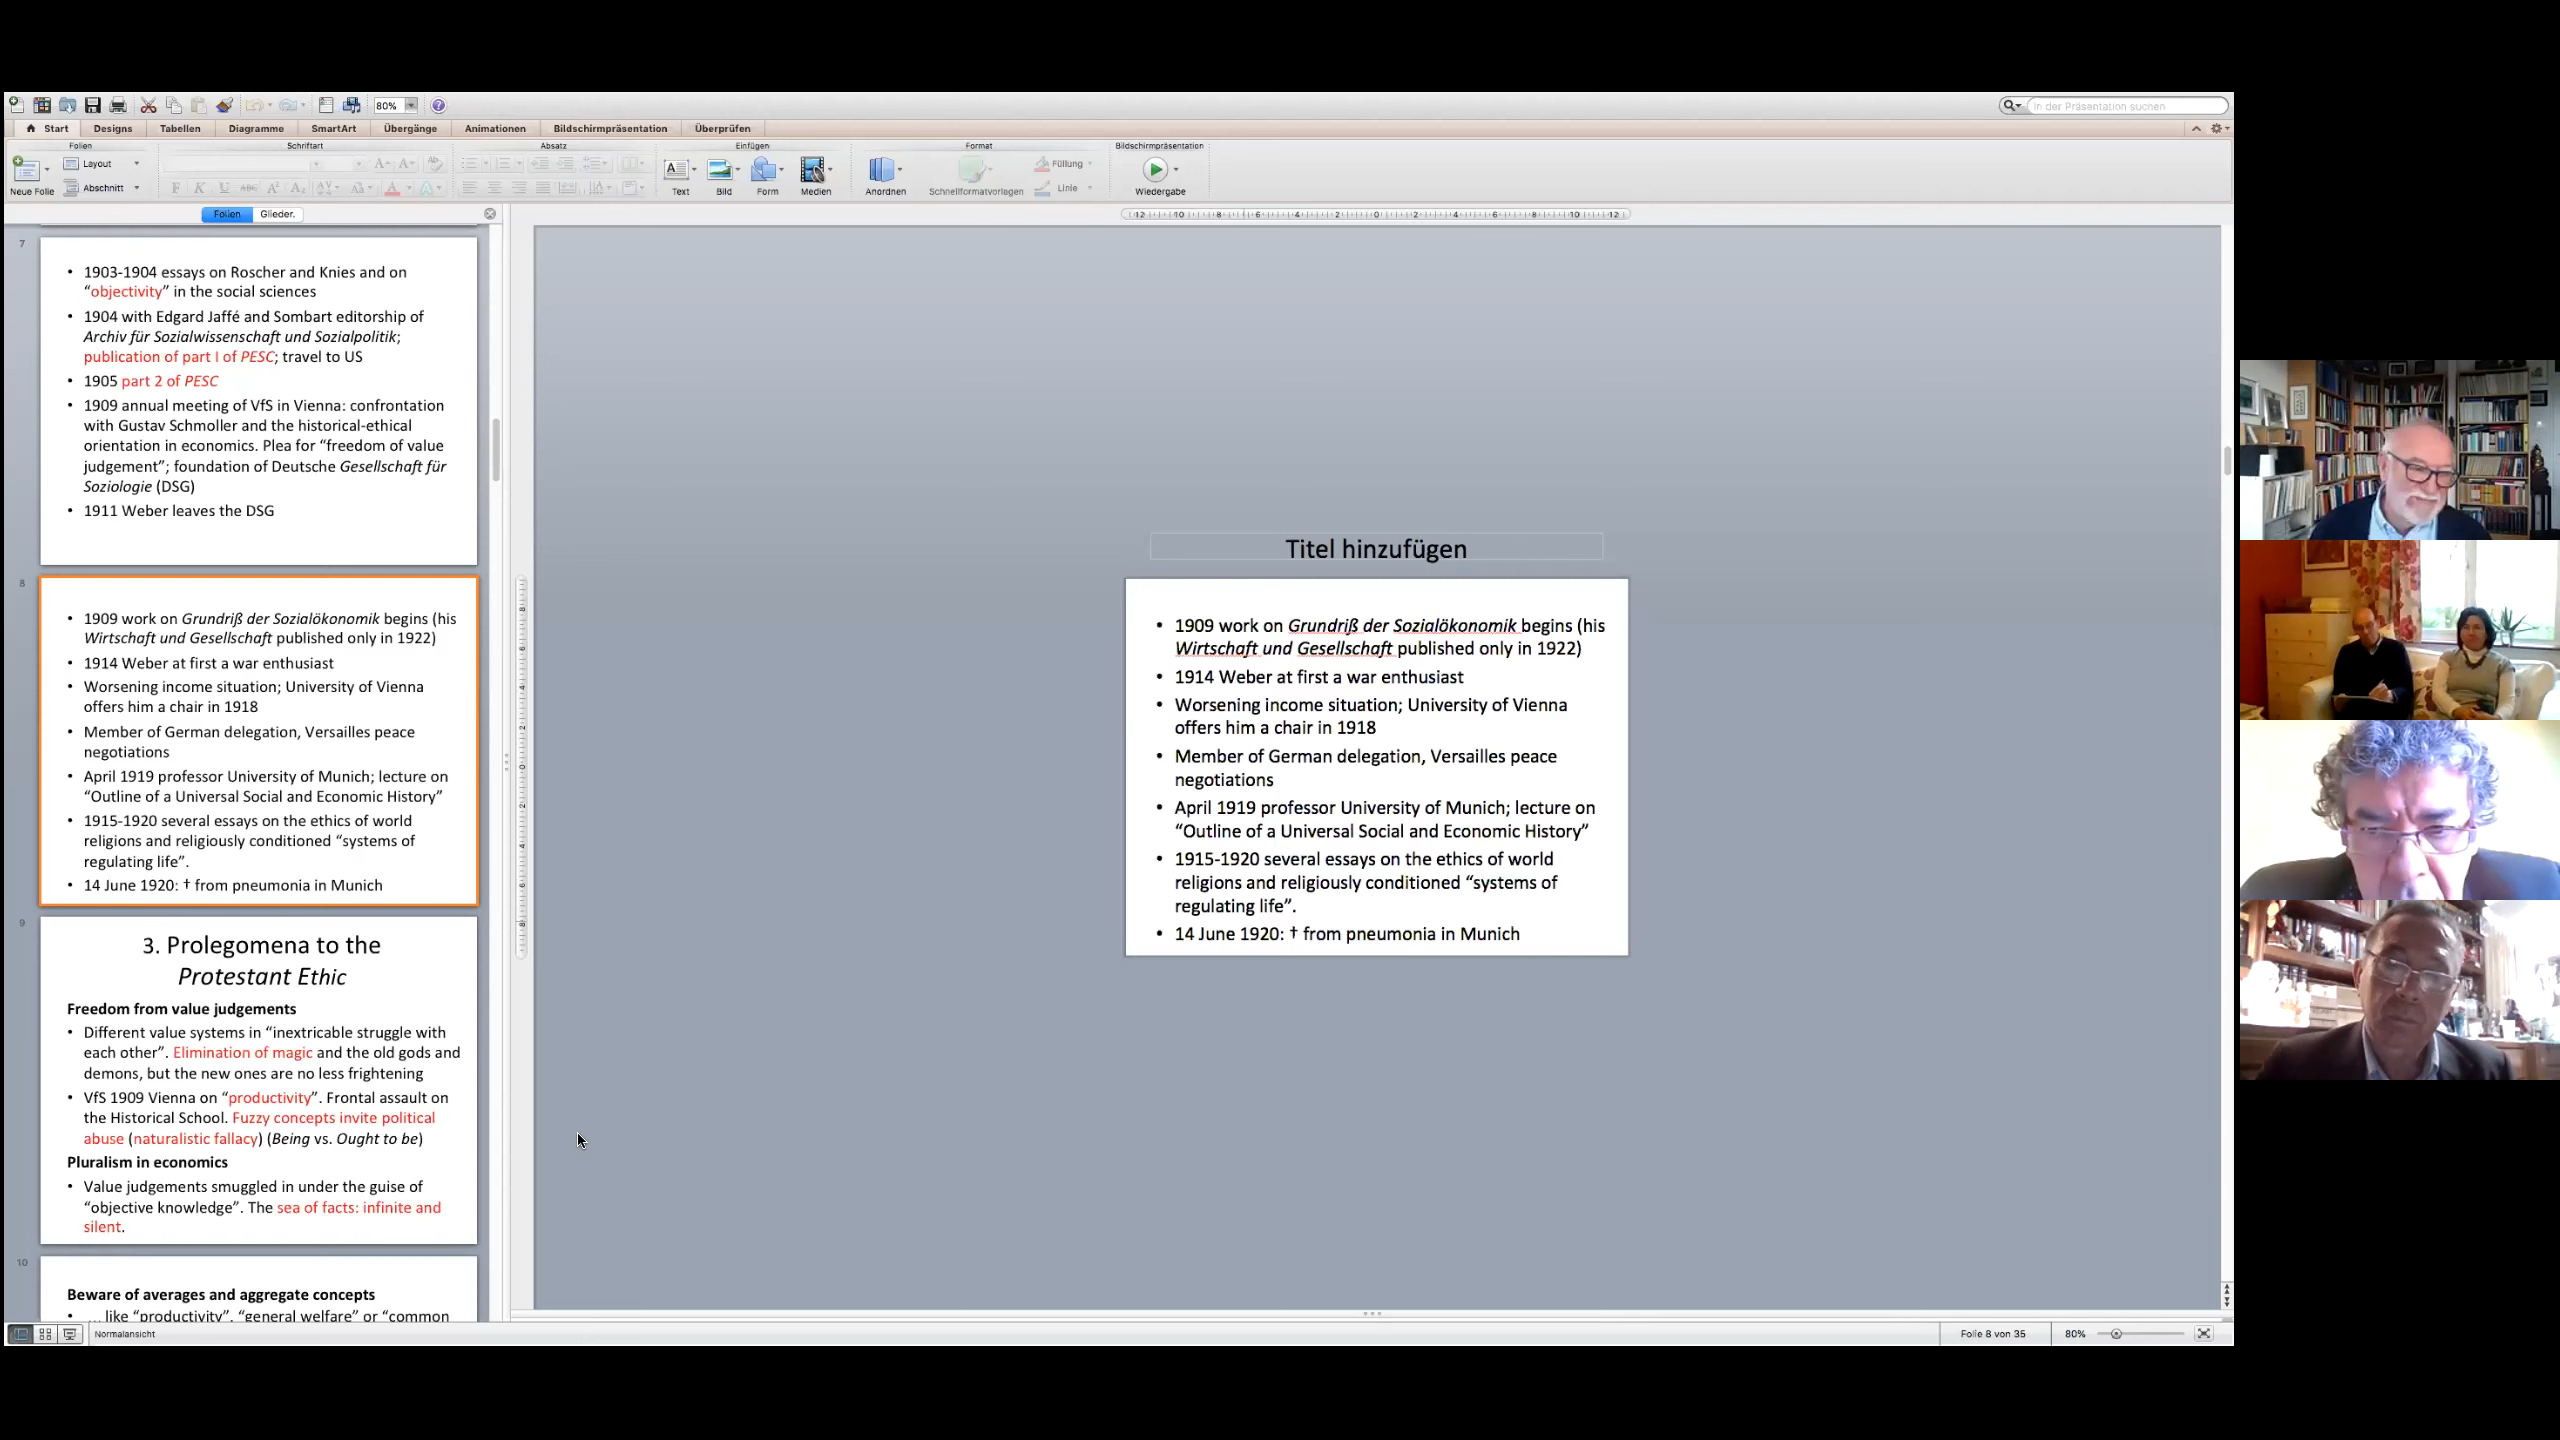 80%
In der Präsentation suchen
Start
Designs
Tabellen
Diagramme
SmartArt
Übergänge
Animationen
Bildschirmpräsentation
Überprüfen
Folien
Schriftart
Absatz
Einfügen
Format
Bildschirmpräsentation
Neue Folie
Layout
Abschnitt
Text
Bild
Form
Medien
Anordnen
Schnellformatvorlagen
Füllung
Linie
Wiedergabe
Folien
Glieder.
7
• 1903-1904 essays on Roscher and Knies and on
“objectivity” in the social sciences
• 1904 with Edgard Jaffé and Sombart editorship of
Archiv für Sozialwissenschaft und Sozialpolitik;
publication of part I of PESC; travel to US
• 1905 part 2 of PESC
• 1909 annual meeting of VfS in Vienna: confrontation
with Gustav Schmoller and the historical-ethical
orientation in economics. Plea for “freedom of value
judgement”; foundation of Deutsche Gesellschaft für
Soziologie (DSG)
• 1911 Weber leaves the DSG
8
• 1909 work on Grundriß der Sozialökonomik begins (his
Wirtschaft und Gesellschaft published only in 1922)
• 1914 Weber at first a war enthusiast
• Worsening income situation; University of Vienna
offers him a chair in 1918
• Member of German delegation, Versailles peace
negotiations
• April 1919 professor University of Munich; lecture on
“Outline of a Universal Social and Economic History”
• 1915-1920 several essays on the ethics of world
religions and religiously conditioned “systems of
regulating life”.
• 14 June 1920: † from pneumonia in Munich
9
3. Prolegomena to the
Protestant Ethic
Freedom from value judgements
• Different value systems in “inextricable struggle with
each other”. Elimination of magic and the old gods and
demons, but the new ones are no less frightening
• VfS 1909 Vienna on “productivity”. Frontal assault on
the Historical School. Fuzzy concepts invite political
abuse (naturalistic fallacy) (Being vs. Ought to be)
Pluralism in economics
• Value judgements smuggled in under the guise of
“objective knowledge”. The sea of facts: infinite and
silent.
10
Beware of averages and aggregate concepts
• … like “productivity”, “general welfare” or “common
Titel hinzufügen
• 1909 work on Grundriß der Sozialökonomik begins (his
Wirtschaft und Gesellschaft published only in 1922)
• 1914 Weber at first a war enthusiast
• Worsening income situation; University of Vienna
offers him a chair in 1918
• Member of German delegation, Versailles peace
negotiations
• April 1919 professor University of Munich; lecture on
“Outline of a Universal Social and Economic History”
• 1915-1920 several essays on the ethics of world
religions and religiously conditioned “systems of
regulating life”.
• 14 June 1920: † from pneumonia in Munich
Normalansicht
Folie 8 von 35
80%